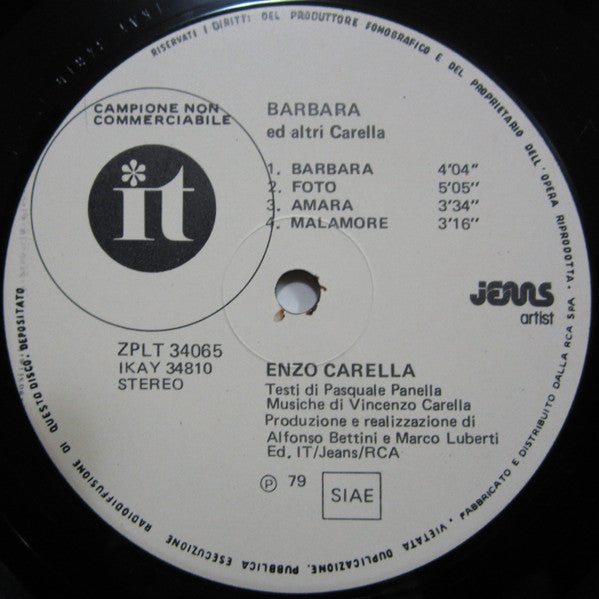 RISERVATI I DIRITTI DEL PRODUTTORE FONOGRAFICO E DEL PROPRIETARIO DELL'OPERA RIPRODOTTA
CAMPIONE NON
COMMERCIABILE
it
BARBARA
ed altri Carella
1. BARBARA 4'04"
2. FOTO 5'05"
3. AMARA 3'34"
4. MALAMORE 3'16"
jeans
artist
ZPLT 34065
IKAY 34810
STEREO
ENZO CARELLA
Testi di Pasquale Panella
Musiche di Vincenzo Carella
Produzione e realizzazione di
Alfonso Bettini e Marco Luberti
Ed. IT/Jeans/RCA
℗ 79
SIAE
FABBRICATO E DISTRIBUITO DALLA RCA SPA •
VIETATA DUPLICAZIONE, PUBBLICA ESECUZIONE RADIODIFFUSIONE DI QUESTO DISCO; DEPOSITATO